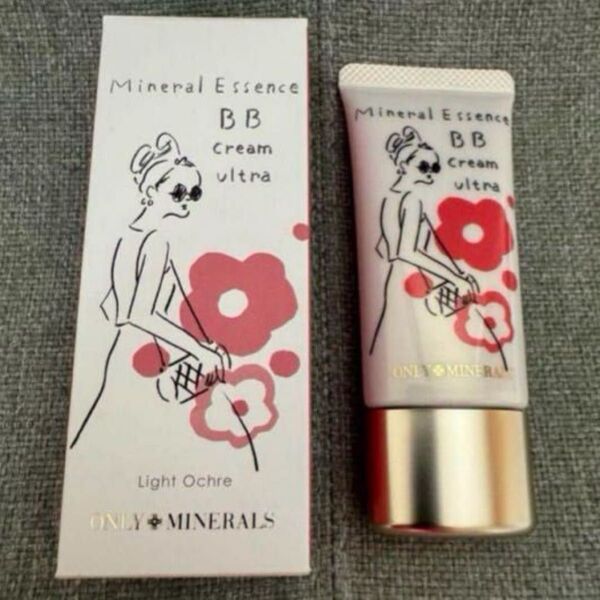 Mineral Essence
BB
cream
ultra
Light Ochre
ONLY MINERALS
Mineral Essence
BB
cream
ultra
ONLY MINERALS